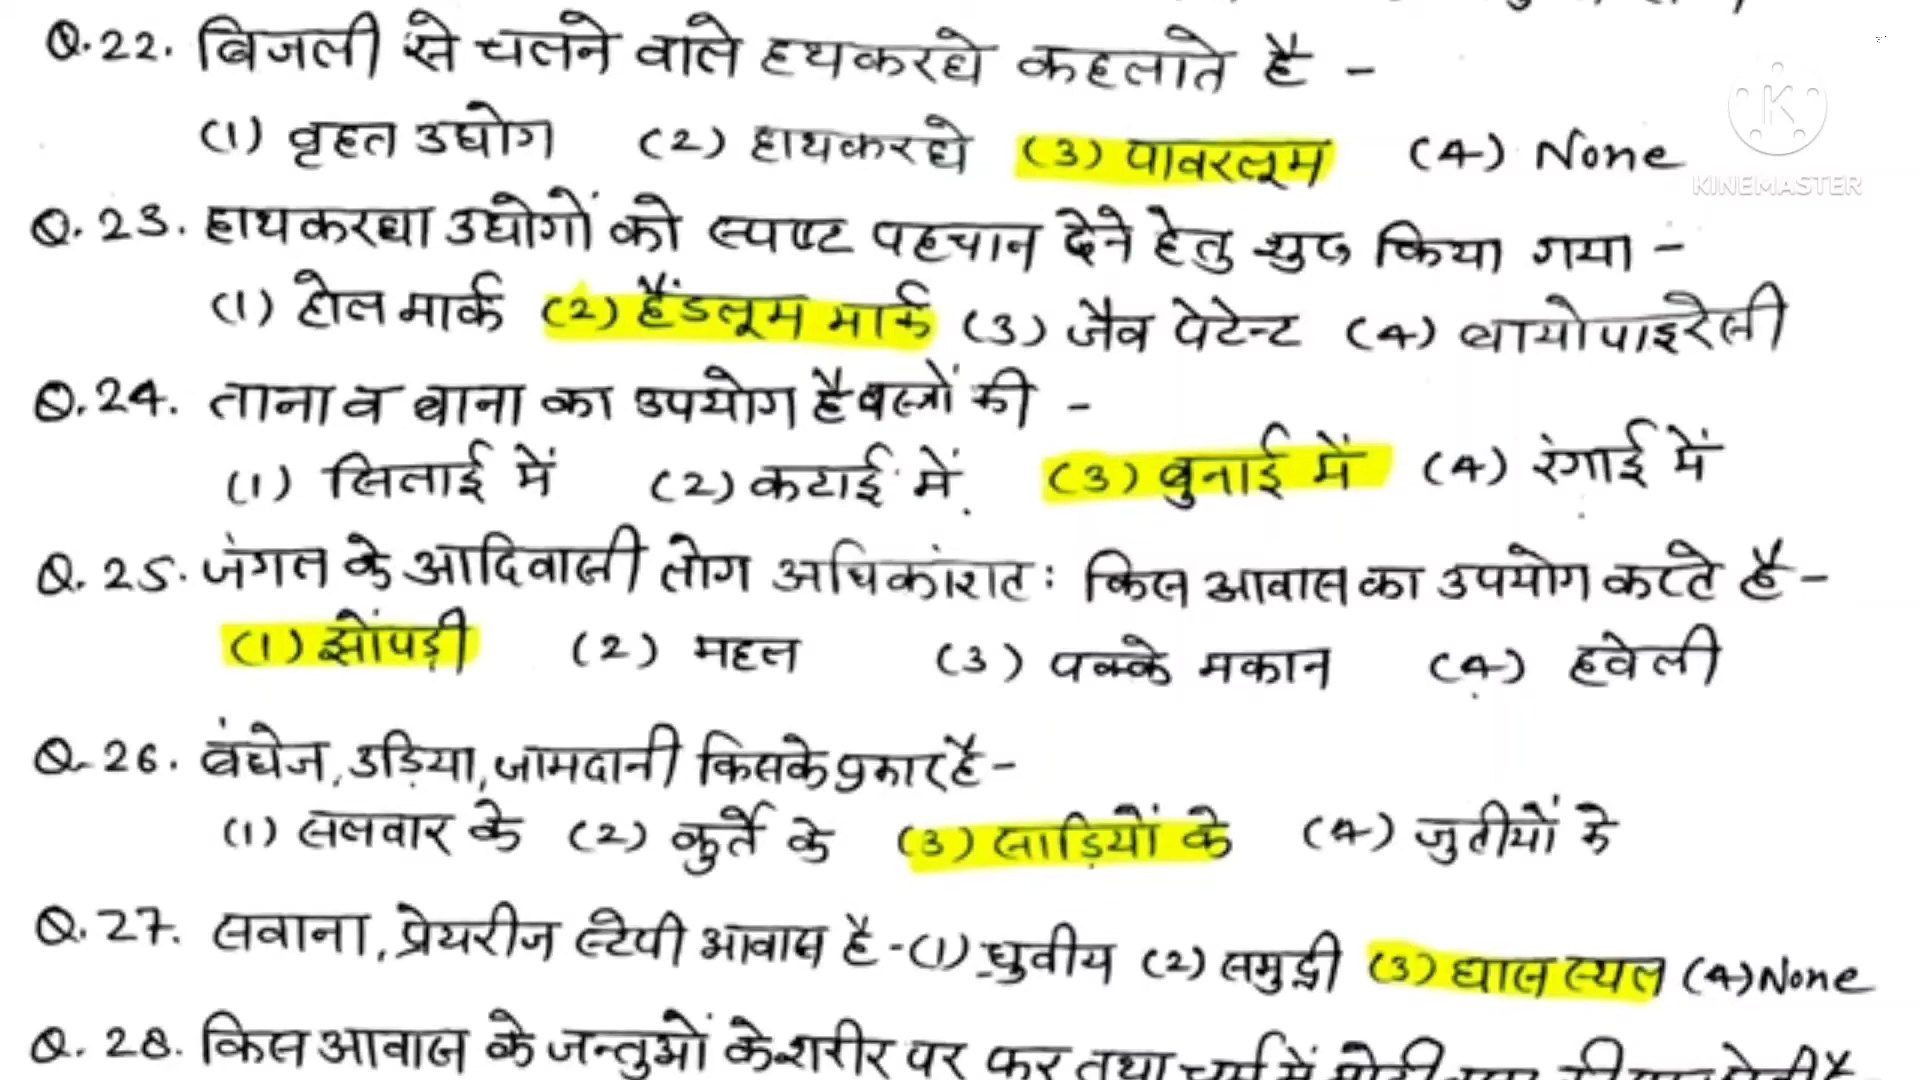 Q.22. बिजली से चलने वाले हथकरघे कहलाते है -
(1) वृहत उद्योग (2) हाथकरघे (3) पावरलूम (4) None
KINEMASTER
Q.23. हाथकरघा उद्योगों को स्पष्ट पहचान देने हेतु शुरू किया गया -
(1) होलमार्क (2) हैंडलूम मार्क (3) जैव पेटेन्ट (4) बायोपाइरेसी
Q.24. ताना व बाना का उपयोग है वस्त्रों की -
(1) सिलाई में (2) कटाई में (3) बुनाई में (4) रंगाई में
Q.25. जंगल के आदिवासी लोग अधिकांशतः किस आवास का उपयोग करते है -
(1) झोंपड़ी (2) महल (3) पक्के मकान (4) हवेली
Q.26. बंधेज, उड़िया, जामदानी किसके प्रकार है -
(1) सलवार के (2) कुर्ते के (3) साड़ियों के (4) जुतीयों के
Q.27. सवाना, प्रेयरीज स्टेपी आवास है - (1) ध्रुवीय (2) समुद्री (3) घास स्थल (4) None
Q.28. किस आवास के जन्तुओं के शरीर पर फर तथा चर्म में मोटी